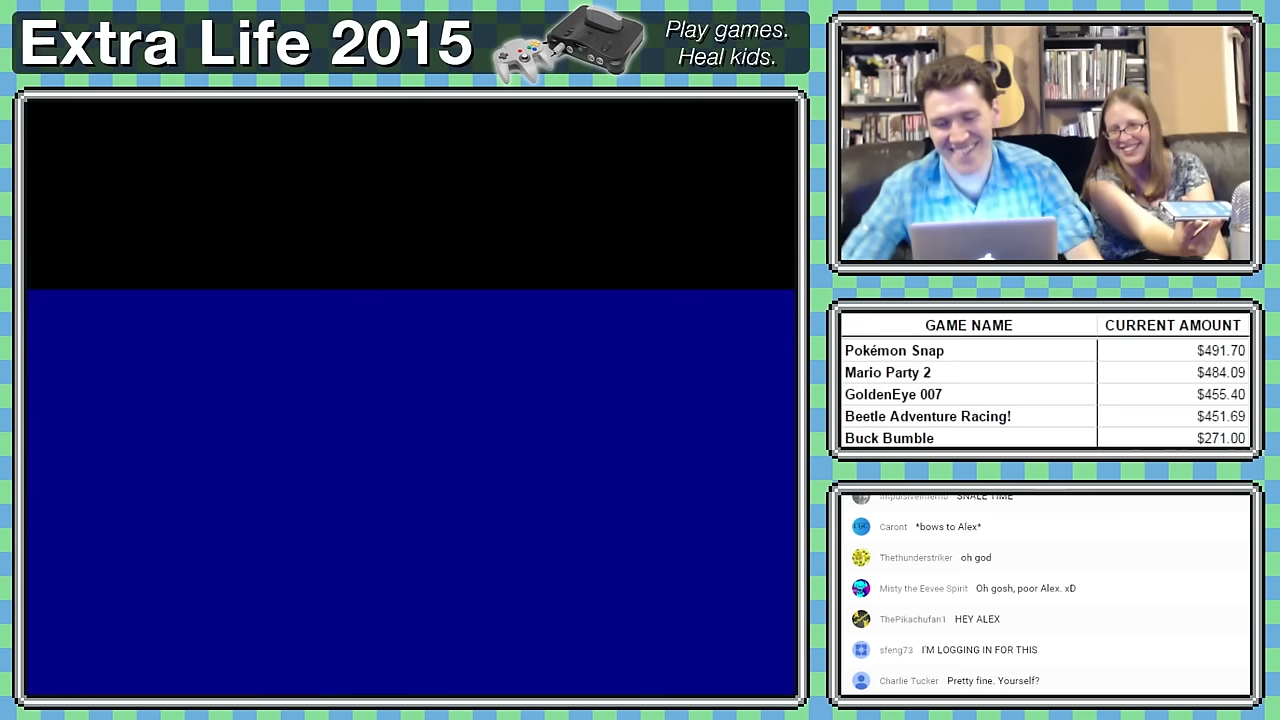 Extra Life 2015
Play games.
Heal kids.
GAME NAME CURRENT AMOUNT
Pokémon Snap $491.70
Mario Party 2 $484.09
GoldenEye 007 $455.40
Beetle Adventure Racing! $451.69
Buck Bumble $271.00
SNALE TIME
Caront *bows to Alex*
Thethunderstriker oh god
Misty the Eevee Spirit Oh gosh, poor Alex. xD
ThePikachufan1 HEY ALEX
sfeng73 I'M LOGGING IN FOR THIS
Charlie Tucker Pretty fine. Yourself?